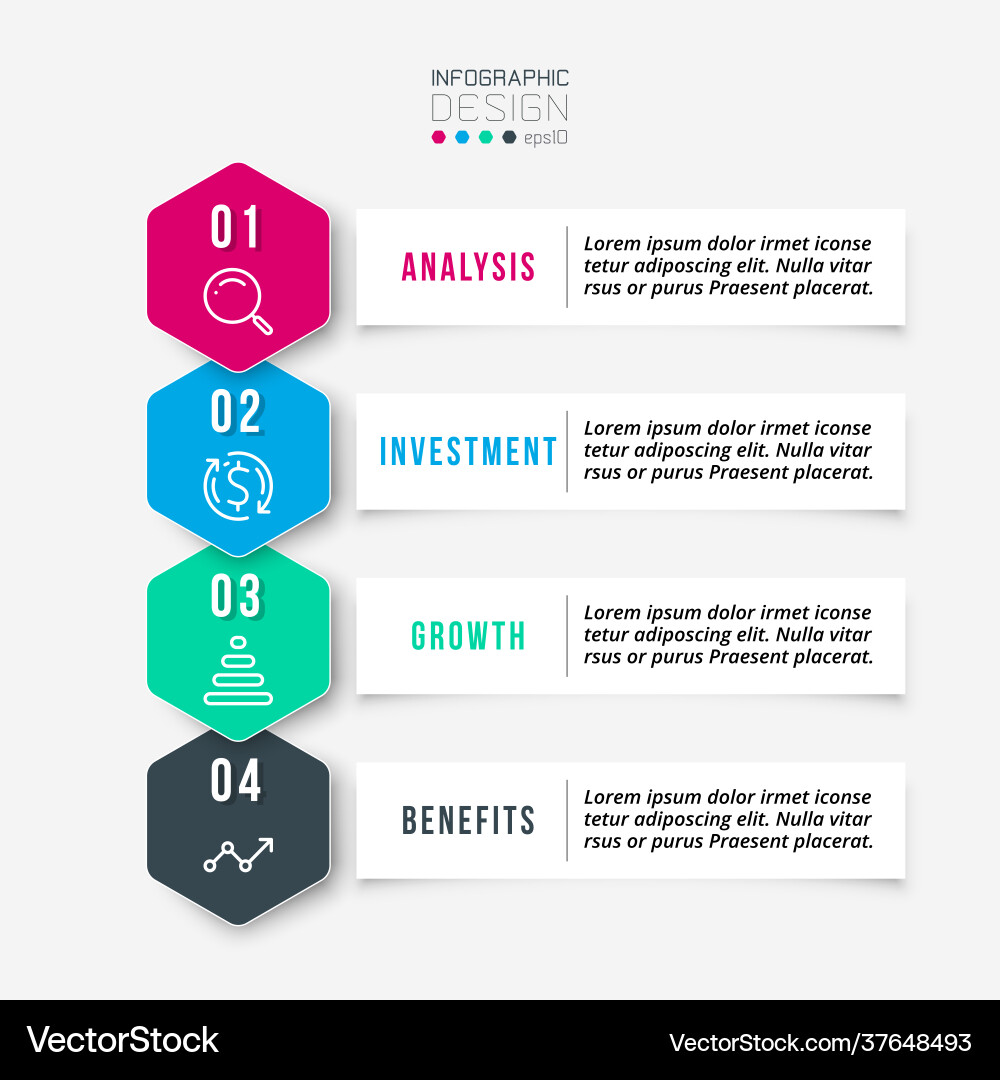 INFOGRAPHIC
DESIGN
eps10
01
ANALYSIS
Lorem ipsum dolor irmet iconse
tetur adiposcing elit. Nulla vitar
rsus or purus Praesent placerat.
02
INVESTMENT
Lorem ipsum dolor irmet iconse
tetur adiposcing elit. Nulla vitar
rsus or purus Praesent placerat.
03
GROWTH
Lorem ipsum dolor irmet iconse
tetur adiposcing elit. Nulla vitar
rsus or purus Praesent placerat.
04
BENEFITS
Lorem ipsum dolor irmet iconse
tetur adiposcing elit. Nulla vitar
rsus or purus Praesent placerat.
VectorStock
VectorStock.com/37648493